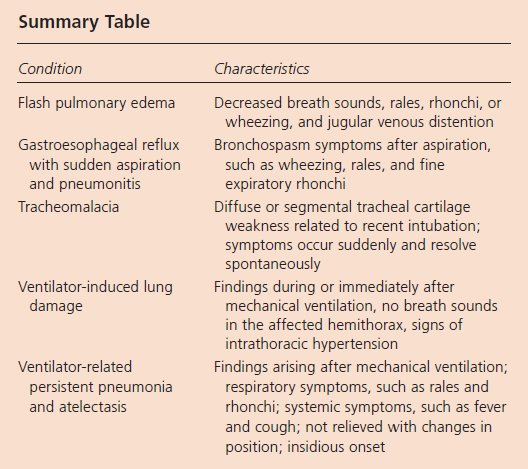 Summary Table
Condition Characteristics
Flash pulmonary edema Decreased breath sounds, rales, rhonchi, or
wheezing, and jugular venous distention
Gastroesophageal reflux Bronchospasm symptoms after aspiration,
with sudden aspiration such as wheezing, rales, and fine
and pneumonitis expiratory rhonchi
Tracheomalacia Diffuse or segmental tracheal cartilage
weakness related to recent intubation;
symptoms occur suddenly and resolve
spontaneously
Ventilator-induced lung Findings during or immediately after
damage mechanical ventilation, no breath sounds
in the affected hemithorax, signs of
intrathoracic hypertension
Ventilator-related Findings arising after mechanical ventilation;
persistent pneumonia respiratory symptoms, such as rales and
and atelectasis rhonchi; systemic symptoms, such as fever
and cough; not relieved with changes in
position; insidious onset